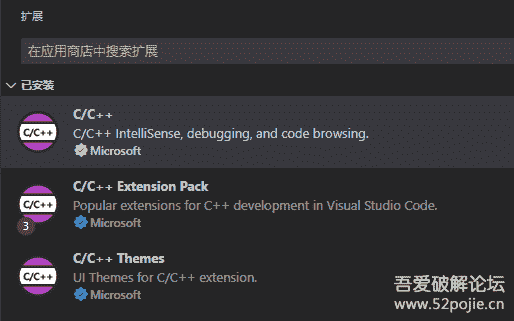 扩展
在应用商店中搜索扩展
已安装
C/C++
C/C++
C/C++ IntelliSense, debugging, and code browsing.
Microsoft
C/C++
C/C++ Extension Pack
Popular extensions for C++ development in Visual Studio Code.
3
Microsoft
C/C++
C/C++ Themes
UI Themes for C/C++ extension.
Microsoft
吾爱破解论坛
www.52pojie.cn